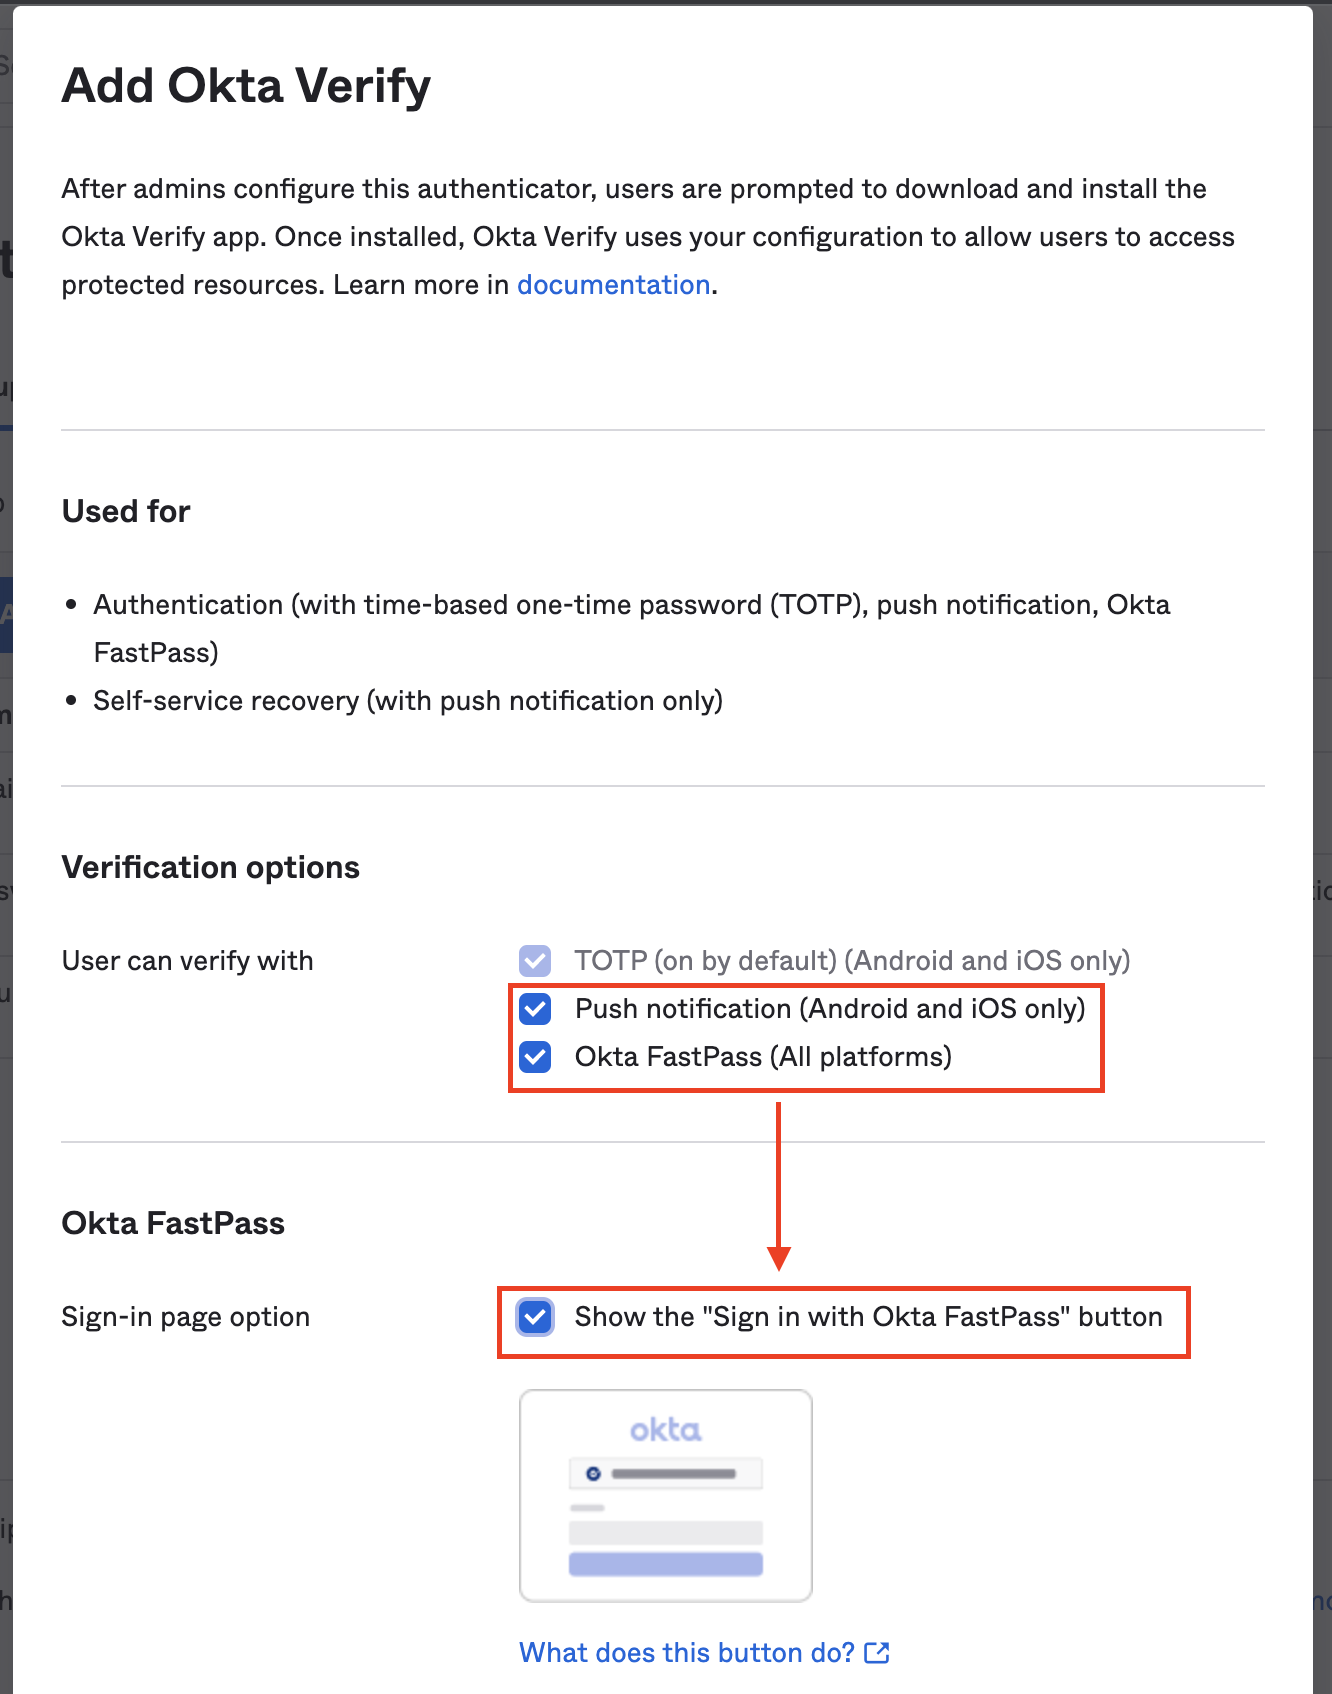 Add Okta Verify
After admins configure this authenticator, users are prompted to download and install the
Okta Verify app. Once installed, Okta Verify uses your configuration to allow users to access
protected resources. Learn more in documentation.
Used for
• Authentication (with time-based one-time password (TOTP), push notification, Okta
FastPass)
• Self-service recovery (with push notification only)
Verification options
User can verify with
TOTP (on by default) (Android and iOS only)
Push notification (Android and iOS only)
Okta FastPass (All platforms)
Okta FastPass
Sign-in page option
Show the "Sign in with Okta FastPass" button
okta
What does this button do?